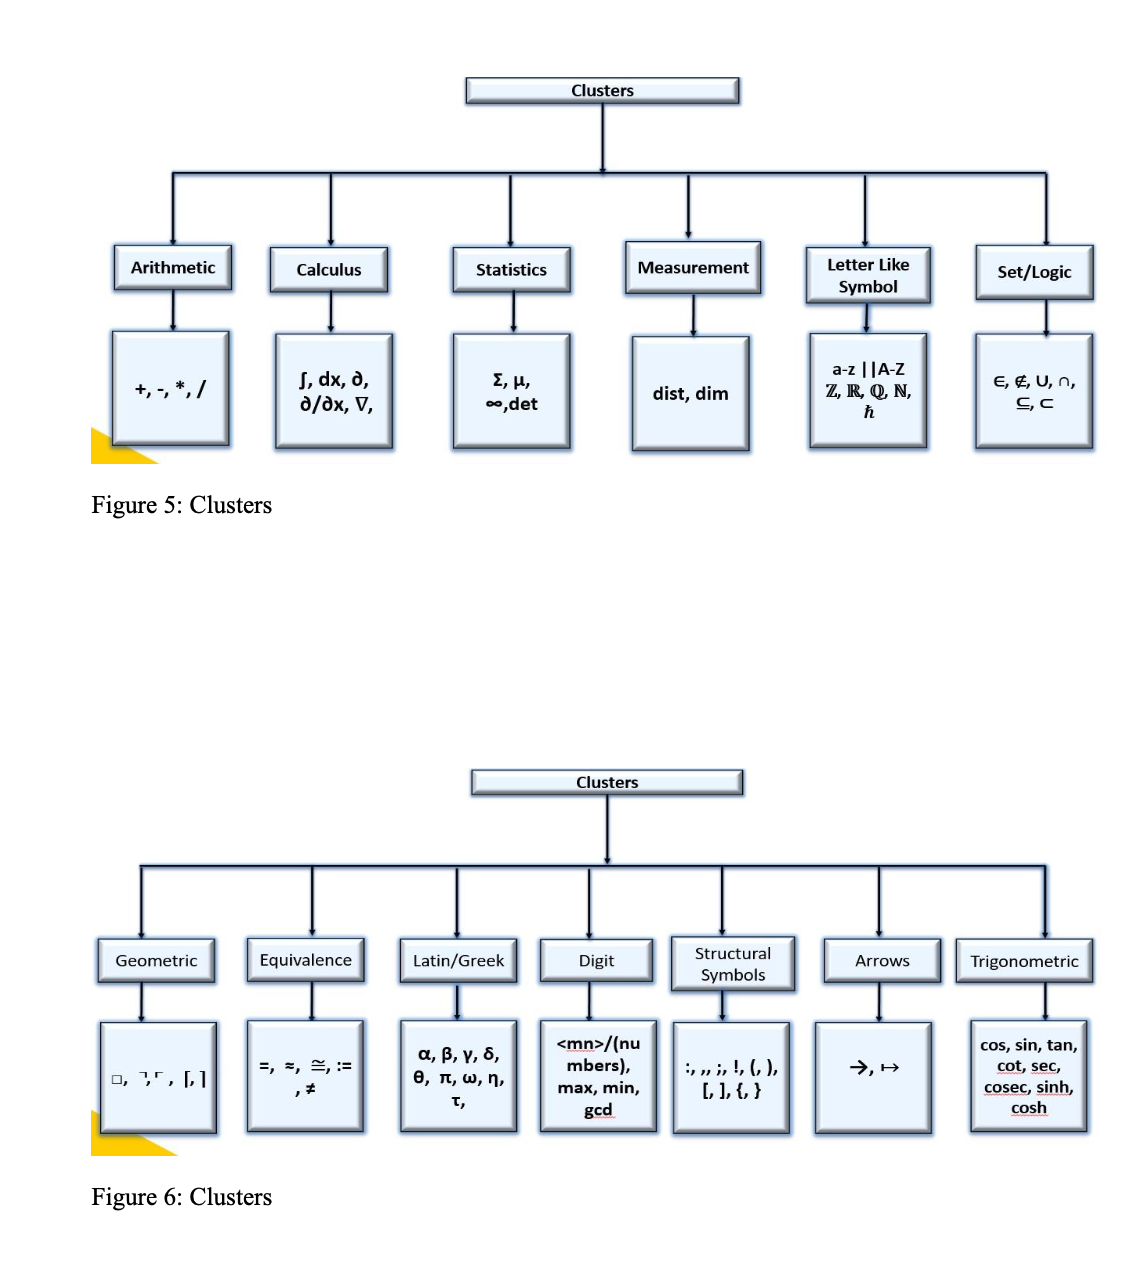 Clusters
Arithmetic
Calculus
Statistics
Measurement
Letter Like
Symbol
Set/Logic
+, -, *, /
∫, dx, ∂,
∂/∂x, ∇,
Σ, μ,
∞,det
dist, dim
a-z ||A-Z
ℤ, ℝ, ℚ, ℕ,
ħ
∈, ∉, ∪, ∩,
⊆, ⊂
Figure 5: Clusters
Clusters
Geometric
Equivalence
Latin/Greek
Digit
Structural
Symbols
Arrows
Trigonometric
□, ⌝,⌜, ⌈,⌉
=, ≈, ≅, :=
, ≠
α, β, γ, δ,
θ, π, ω, η,
τ,
<mn>/(nu
mbers),
max, min,
gcd
:, ,, ;, !, (, ),
[, ], {, }
→, ↦
cos, sin, tan,
cot, sec,
cosec, sinh,
cosh
Figure 6: Clusters